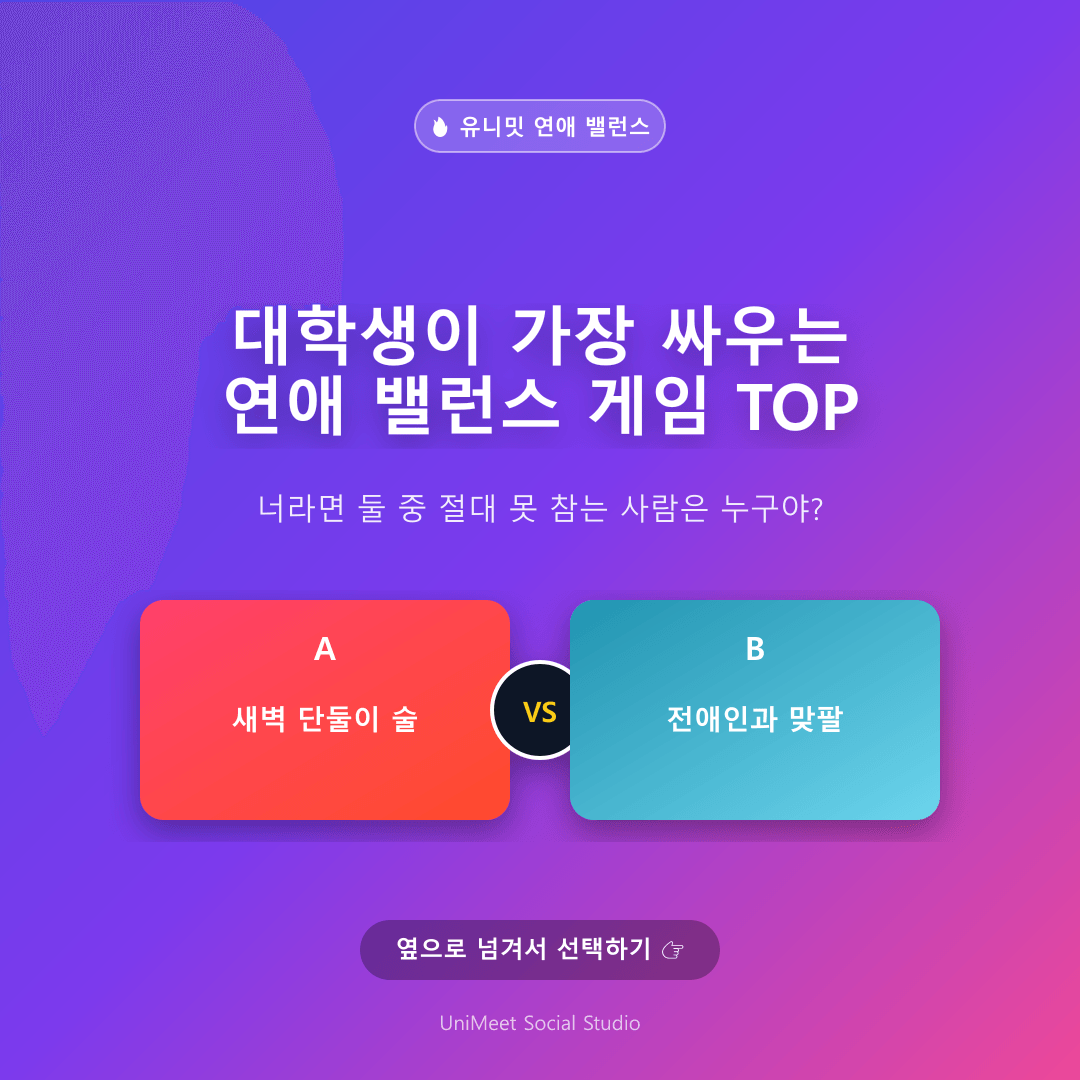 유니밋 연애 밸런스
대학생이 가장 싸우는
연애 밸런스 게임 TOP
너라면 둘 중 절대 못 참는 사람은 누구야?
A
새벽 단둘이 술
VS
B
전애인과 맞팔
옆으로 넘겨서 선택하기 👉
UniMeet Social Studio